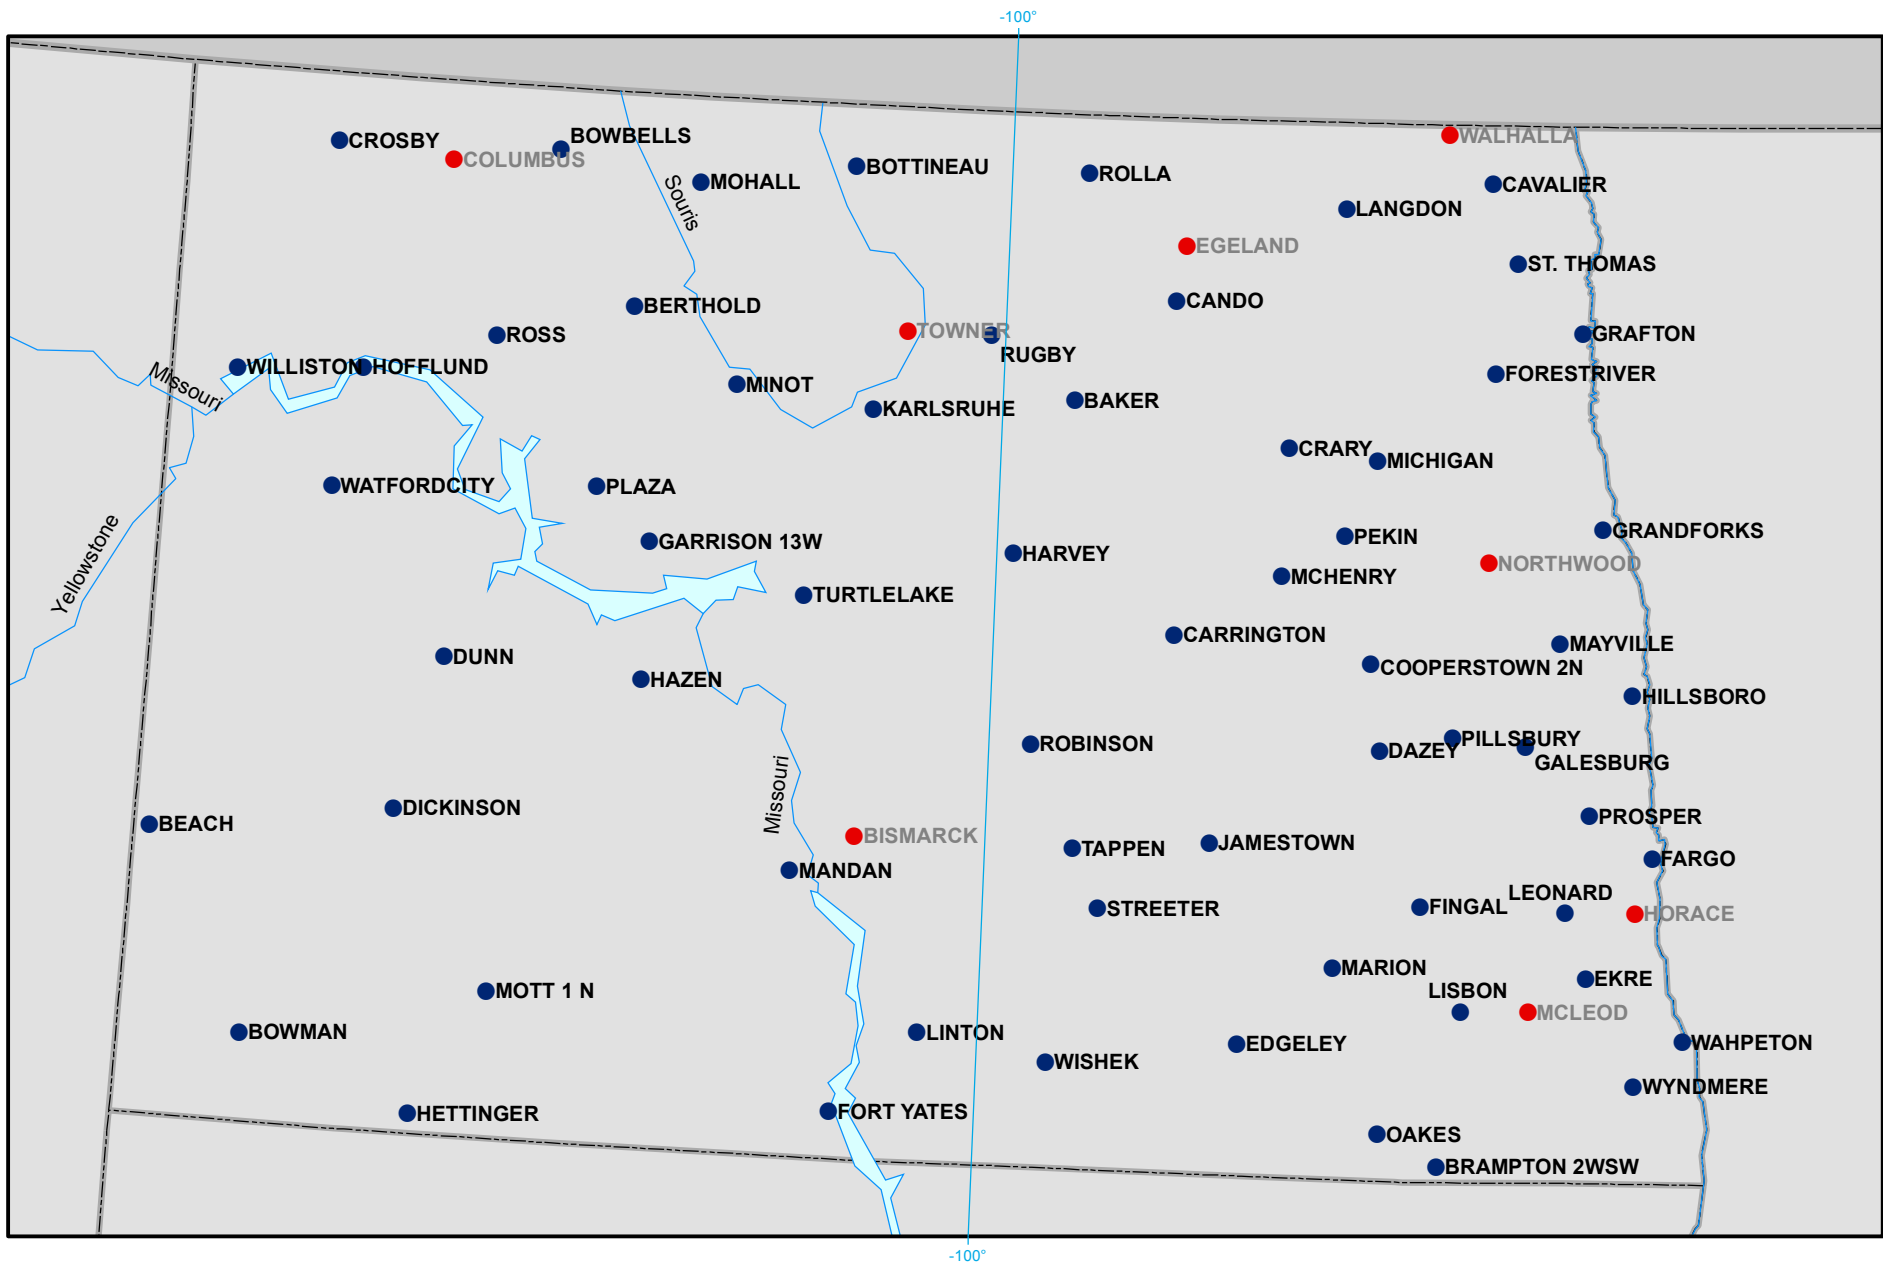 -100°
WALHALLA
BOWBELLS
CROSBY
COLUMBUS
BOTTINEAU
ROLLA
MOHALL
CAVALIER
Souris
LANGDON
EGELAND
ST. THOMAS
CANDO
BERTHOLD
TOWNER
GRAFTON
ROSS
RUGBY
WILLISTON
HOFFLUND
FORESTRIVER
Missouri
MINOT
BAKER
KARLSRUHE
CRARY
MICHIGAN
WATFORDCITY
PLAZA
GRANDFORKS
PEKIN
GARRISON 13W
HARVEY
NORTHWOOD
Yellowstone
MCHENRY
TURTLELAKE
CARRINGTON
MAYVILLE
DUNN
COOPERSTOWN 2N
HAZEN
HILLSBORO
PILLSBURY
ROBINSON
DAZEY
GALESBURG
Missouri
DICKINSON
PROSPER
BEACH
BISMARCK
JAMESTOWN
TAPPEN
FARGO
MANDAN
LEONARD
STREETER
FINGAL
HORACE
MARION
EKRE
MOTT 1 N
LISBON
MCLEOD
BOWMAN
LINTON
EDGELEY
WAHPETON
WISHEK
WYNDMERE
HETTINGER
FORT YATES
OAKES
BRAMPTON 2WSW
-100°